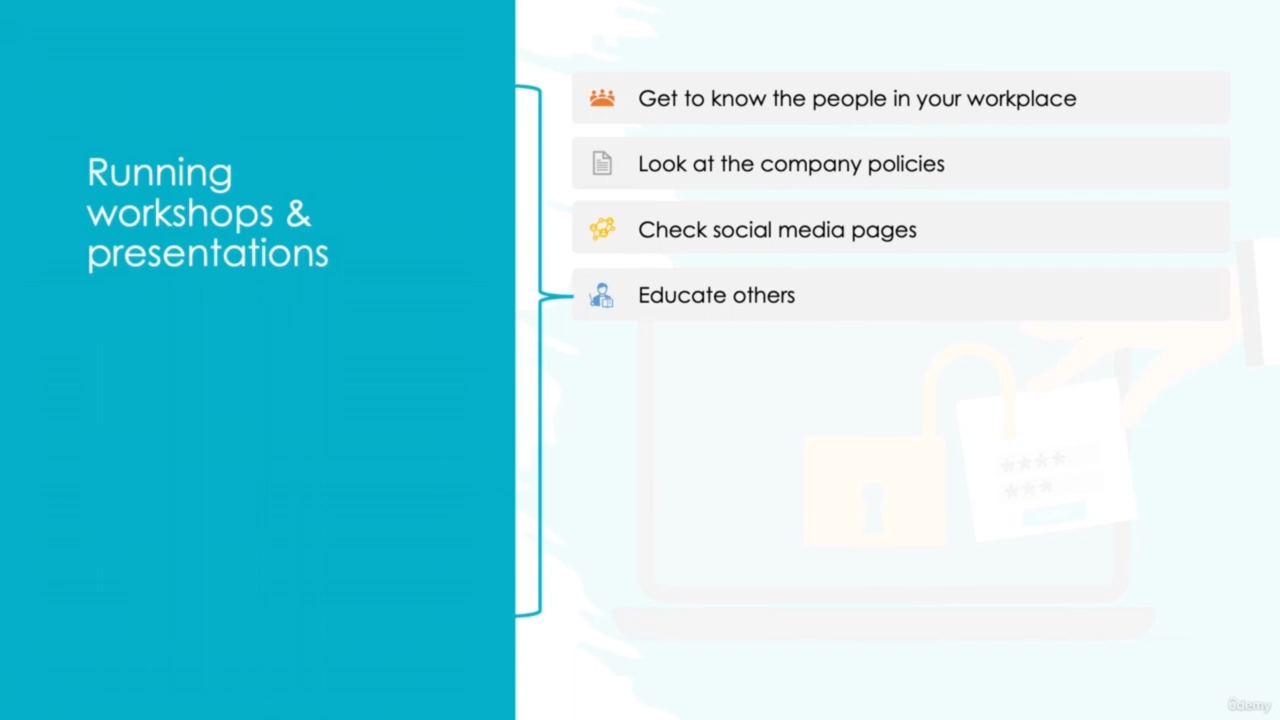 Running
workshops &
presentations
Get to know the people in your workplace
Look at the company policies
Check social media pages
Educate others
****
***
ûdemy